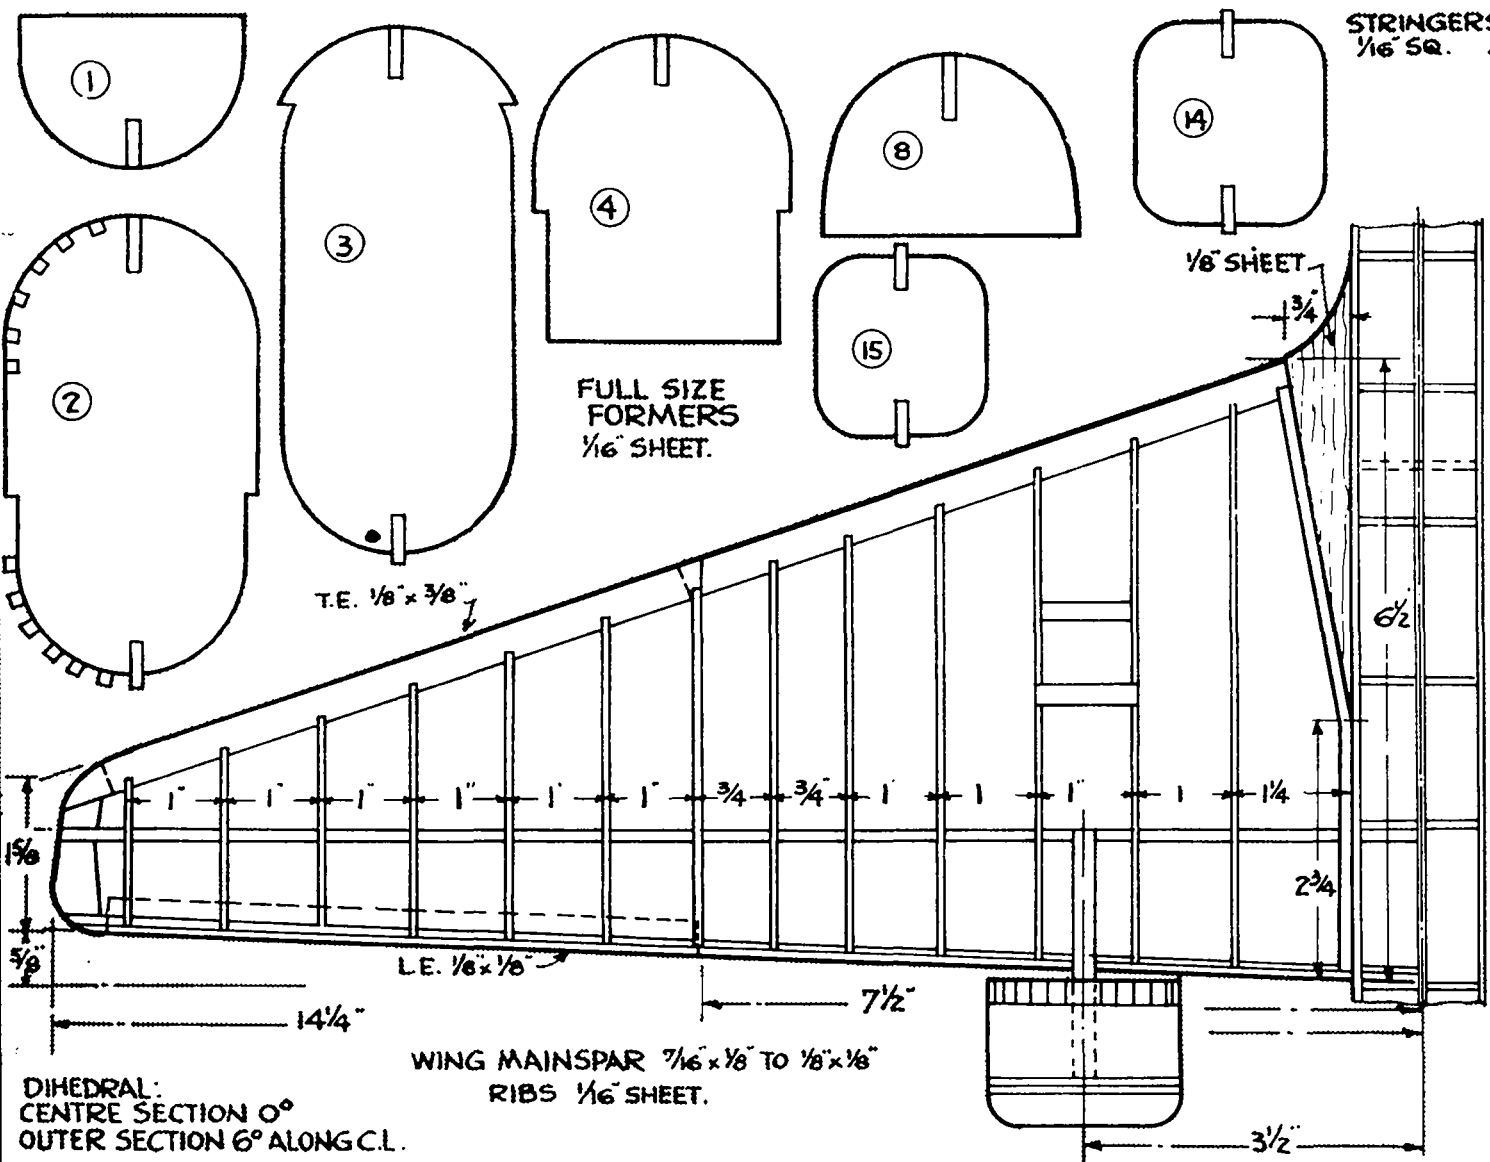 STRINGERS
1/16" SQ.
1
2
3
4
8
14
15
1/8" SHEET
3/4"
FULL SIZE
FORMERS
1/16" SHEET.
T.E. 1/8" x 3/8"
6 1/2"
1" 1" 1" 1" 1" 1" 3/4 3/4" 1 1 1" 1 1 1/4
1 5/8
2 3/4
5/8"
L.E. 1/8" x 1/8"
7 1/2"
14 1/4"
WING MAINSPAR 7/16" x 1/8" TO 1/8" x 1/8"
RIBS 1/16" SHEET.
DIHEDRAL:
CENTRE SECTION 0°
OUTER SECTION 6° ALONG C.L.
3 1/2"